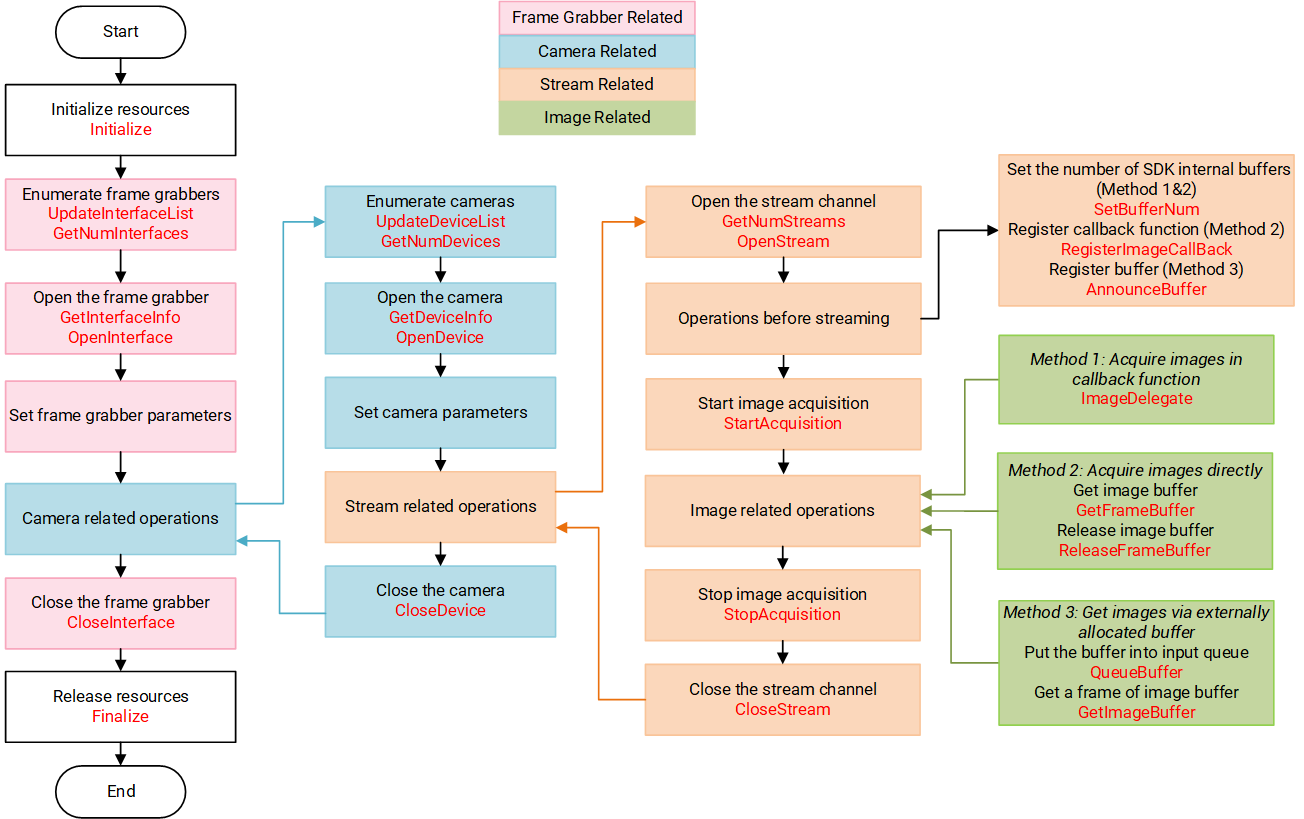 Start
Initialize resources
Initialize
Enumerate frame grabbers
UpdateInterfaceList
GetNumInterfaces
Open the frame grabber
GetInterfaceInfo
OpenInterface
Set frame grabber parameters
Camera related operations
Close the frame grabber
CloseInterface
Release resources
Finalize
End
Frame Grabber Related
Camera Related
Stream Related
Image Related
Enumerate cameras
UpdateDeviceList
GetNumDevices
Open the camera
GetDeviceInfo
OpenDevice
Set camera parameters
Stream related operations
Close the camera
CloseDevice
Open the stream channel
GetNumStreams
OpenStream
Operations before streaming
Start image acquisition
StartAcquisition
Image related operations
Stop image acquisition
StopAcquisition
Close the stream channel
CloseStream
Set the number of SDK internal buffers
(Method 1&2)
SetBufferNum
Register callback function (Method 2)
RegisterImageCallBack
Register buffer (Method 3)
AnnounceBuffer
Method 1: Acquire images in
callback function
ImageDelegate
Method 2: Acquire images directly
Get image buffer
GetFrameBuffer
Release image buffer
ReleaseFrameBuffer
Method 3: Get images via externally
allocated buffer
Put the buffer into input queue
QueueBuffer
Get a frame of image buffer
GetImageBuffer